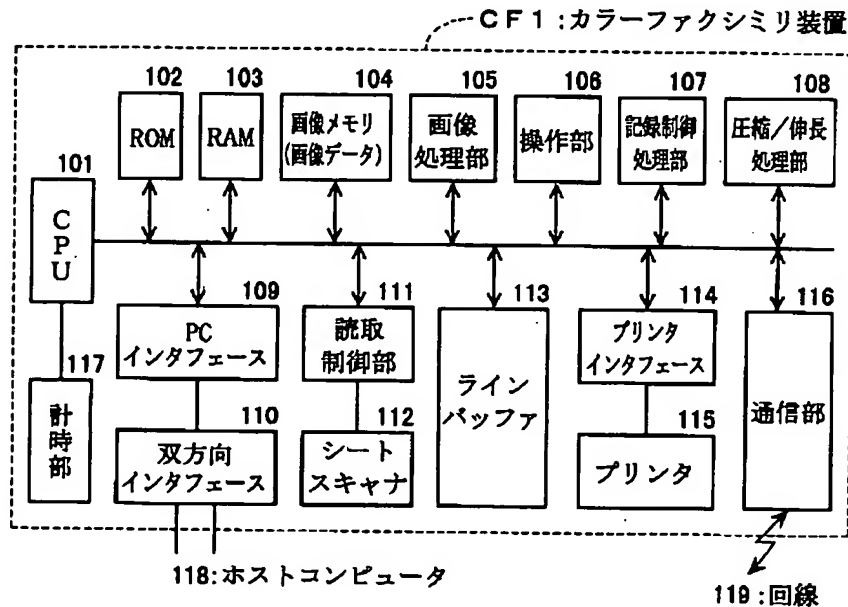 CF1:カラーファクシミリ装置
102
103
104
105
106
107
108
ROM
RAM
画像メモリ
(画像データ)
画像
処理部
操作部
記録制御
処理部
圧縮/伸長
処理部
101
CPU
109
111
113
114
116
PC
インタフェース
読取
制御部
ライン
バッファ
プリンタ
インタフェース
通信部
117
計時部
110
112
115
双方向
インタフェース
シート
スキャナ
プリンタ
118:ホストコンピュータ
119:回線